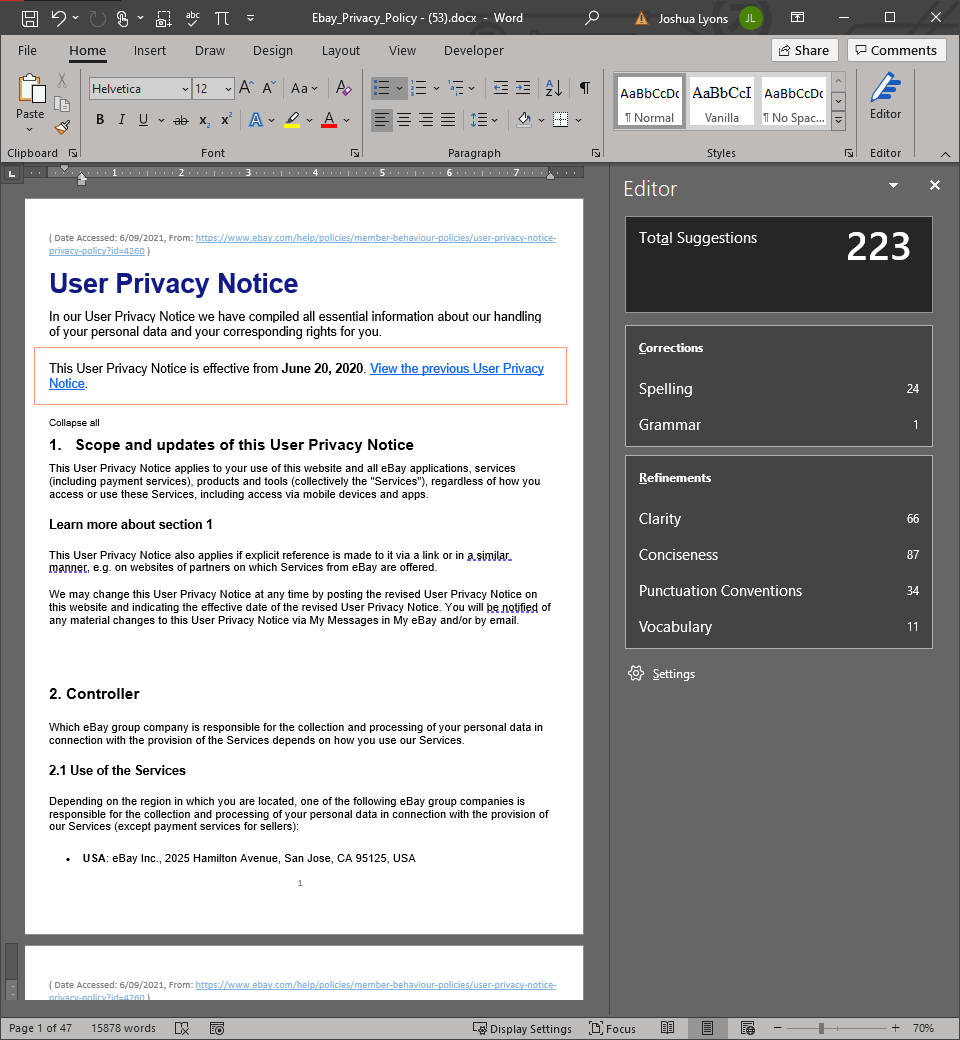 Ebay_Privacy_Policy - (53).docx - Word
Joshua Lyons
JL
File Home Insert Draw Design Layout View Developer
Share
Comments
Paste
Helvetica
12
Clipboard
Font
Paragraph
Styles
Editor
AaBbCcDc
AaBbCcI
AaBbCcDc
¶ Normal
Vanilla
¶ No Spac...
Editor
1 2 3 4 5 6 7
( Date Accessed: 6/09/2021, From: https://www.ebay.com/help/policies/member-behaviour-policies/user-privacy-notice-
privacy-policy?id=4260 )
User Privacy Notice
In our User Privacy Notice we have compiled all essential information about our handling
of your personal data and your corresponding rights for you.
This User Privacy Notice is effective from June 20, 2020. View the previous User Privacy
Notice.
Collapse all
1. Scope and updates of this User Privacy Notice
This User Privacy Notice applies to your use of this website and all eBay applications, services
(including payment services), products and tools (collectively the "Services"), regardless of how you
access or use these Services, including access via mobile devices and apps.
Learn more about section 1
This User Privacy Notice also applies if explicit reference is made to it via a link or in a similar
manner, e.g. on websites of partners on which Services from eBay are offered.
We may change this User Privacy Notice at any time by posting the revised User Privacy Notice on
this website and indicating the effective date of the revised User Privacy Notice. You will be notified of
any material changes to this User Privacy Notice via My Messages in My eBay and/or by email.
2. Controller
Which eBay group company is responsible for the collection and processing of your personal data in
connection with the provision of the Services depends on how you use our Services.
2.1 Use of the Services
Depending on the region in which you are located, one of the following eBay group companies is
responsible for the collection and processing of your personal data in connection with the provision of
our Services (except payment services for sellers):
• USA: eBay Inc., 2025 Hamilton Avenue, San Jose, CA 95125, USA
1
( Date Accessed: 6/09/2021, From: https://www.ebay.com/help/policies/member-behaviour-policies/user-privacy-notice-
privacy-policy?id=4260 )
Editor
Total Suggestions
223
Corrections
Spelling 24
Grammar 1
Refinements
Clarity 66
Conciseness 87
Punctuation Conventions 34
Vocabulary 11
Settings
Page 1 of 47
15878 words
Display Settings
Focus
70%